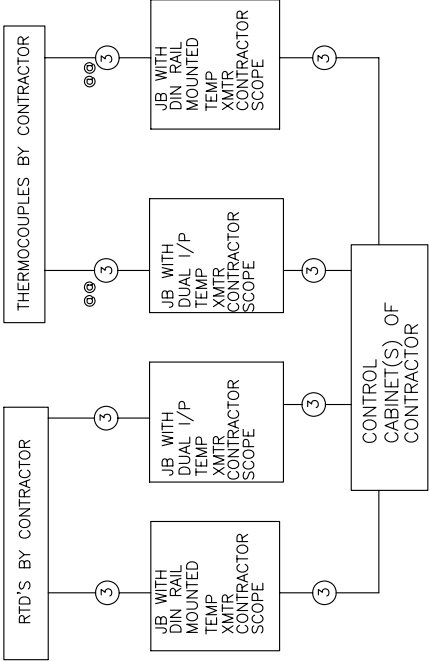 RTD'S BY CONTRACTOR
THERMOCOUPLES BY CONTRACTOR
@@
@@
3
3
3
3
JB WITH
DIN RAIL
MOUNTED
TEMP
XMTR
CONTRACTOR
SCOPE
JB WITH
DUAL I/P
TEMP
XMTR
CONTRACTOR
SCOPE
JB WITH
DUAL I/P
TEMP
XMTR
CONTRACTOR
SCOPE
JB WITH
DIN RAIL
MOUNTED
TEMP
XMTR
CONTRACTOR
SCOPE
3
3
3
3
CONTROL
CABINET(S) OF
CONTRACTOR